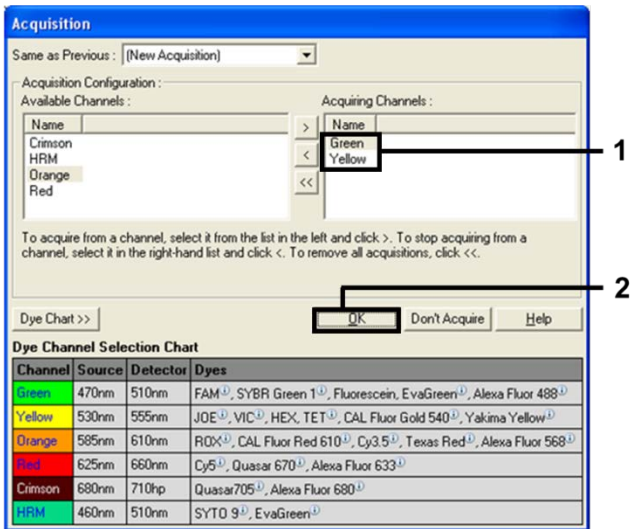 Acquisition
Same as Previous : (New Acquisition)
Acquisition Configuration :
Available Channels :
Acquiring Channels :
Name
Crimson
HRM
Orange
Red
>
<
<<
Name
Green
Yellow
1
To acquire from a channel, select it from the list in the left and click >. To stop acquiring from a
channel, select it in the right-hand list and click <. To remove all acquisitions, click <<.
2
Dye Chart >> OK Don't Acquire Help
Dye Channel Selection Chart
Channel Source Detector Dyes
Green 470nm 510nm FAM, SYBR Green 1, Fluorescein, EvaGreen, Alexa Fluor 488
Yellow 530nm 555nm JOE, VIC, HEX, TET, CAL Fluor Gold 540, Yakima Yellow
Orange 585nm 610nm ROX, CAL Fluor Red 610, Cy3.5, Texas Red, Alexa Fluor 568
Red 625nm 660nm Cy5, Quasar 670, Alexa Fluor 633
Crimson 680nm 710hp Quasar705, Alexa Fluor 680
HRM 460nm 510nm SYTO 9, EvaGreen